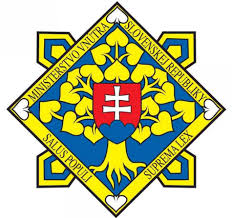 MINISTERSTVO VNÚTRA
SLOVENSKEJ REPUBLIKY
SALUS POPULI
SUPREMA LEX